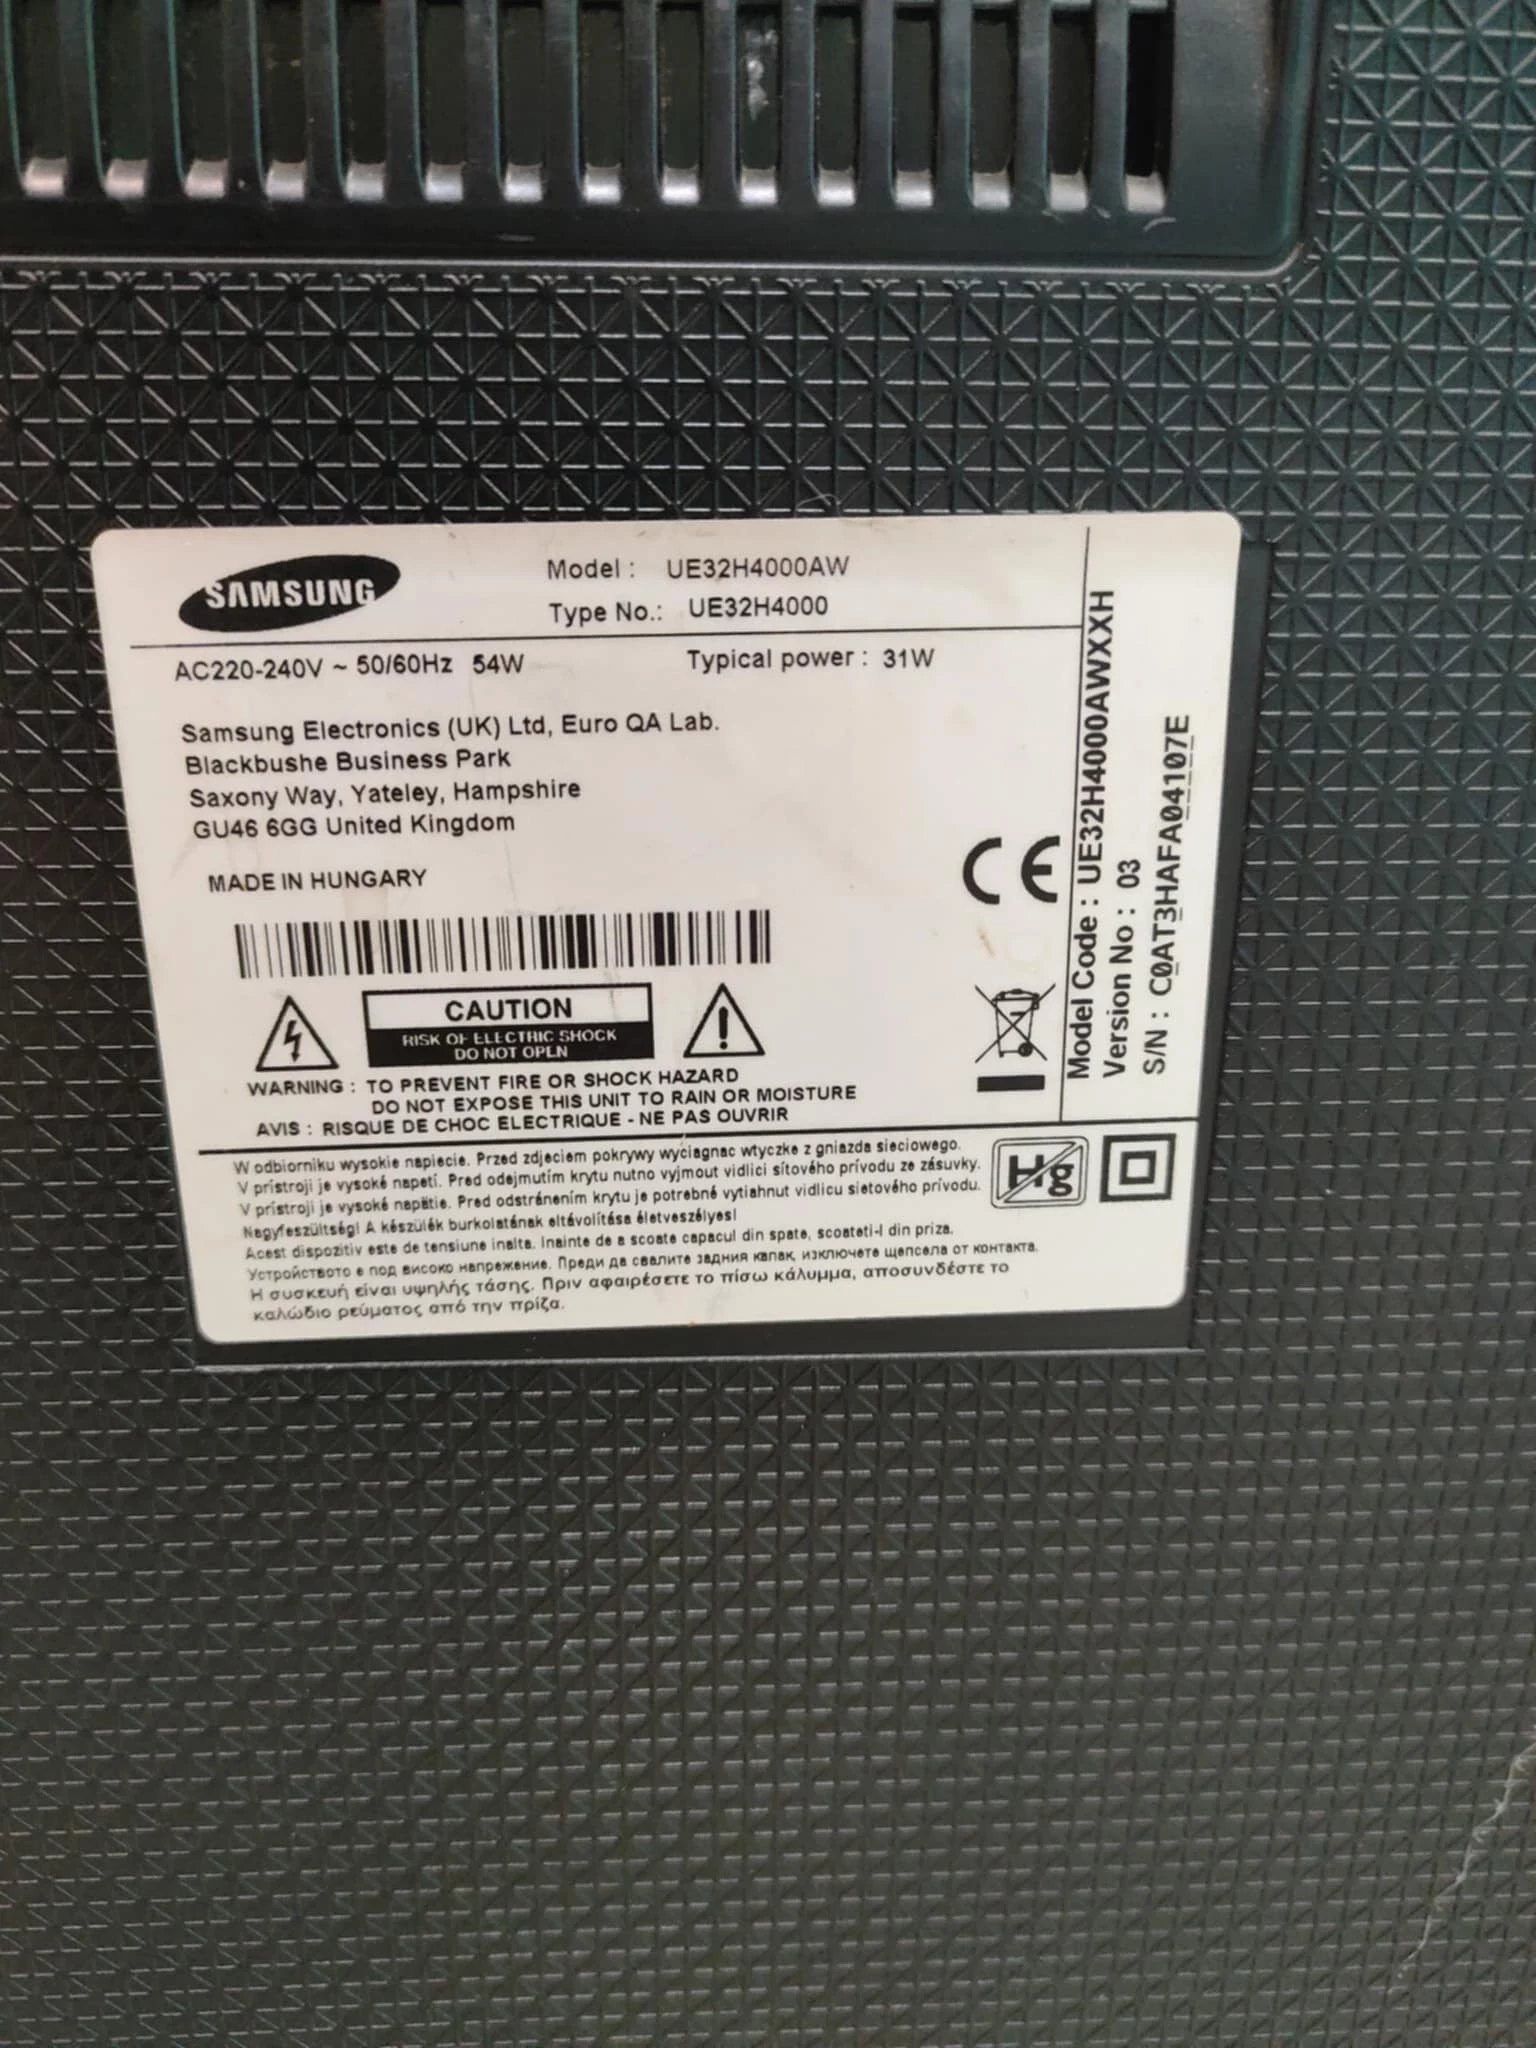 SAMSUNG
Model : UE32H4000AW
Type No.: UE32H4000
AC220-240V ~ 50/60Hz 54W
Typical power : 31W
Samsung Electronics (UK) Ltd, Euro QA Lab.
Blackbushe Business Park
Saxony Way, Yateley, Hampshire
GU46 6GG United Kingdom
MADE IN HUNGARY
CE
CAUTION
RISK OF ELECTRIC SHOCK
DO NOT OPEN
WARNING : TO PREVENT FIRE OR SHOCK HAZARD
DO NOT EXPOSE THIS UNIT TO RAIN OR MOISTURE
AVIS : RISQUE DE CHOC ELECTRIQUE - NE PAS OUVRIR
W odbiorniku wysokie napiecie. Przed zdjeciem pokrywy wyciagnac wtyczke z gniazda sieciowego.
V prístroji je vysoké napetí. Pred odejmutím krytu nutno vyjmout vidlici sítového prívodu ze zásuvky.
V prístroji je vysoké napätie. Pred odstránením krytu je potrebné vytiahnut vidlicu sietového prívodu.
Nagyfeszültség! A készülék burkolatának eltávolítása életveszélyes!
Acest dispozitiv este de tensiune inalta. Inainte de a scoate capacul din spate, scoateti-l din priza.
Устройството е под високо напрежение. Преди да свалите задния капак, изключете щепсела от контакта.
Η συσκευή είναι υψηλής τάσης. Πριν αφαιρέσετε το πίσω κάλυμμα, αποσυνδέστε το
καλώδιο ρεύματος από την πρίζα.
Hg
Model Code : UE32H4000AWXXH
Version No : 03
S/N : C0AT3HAFA04107E